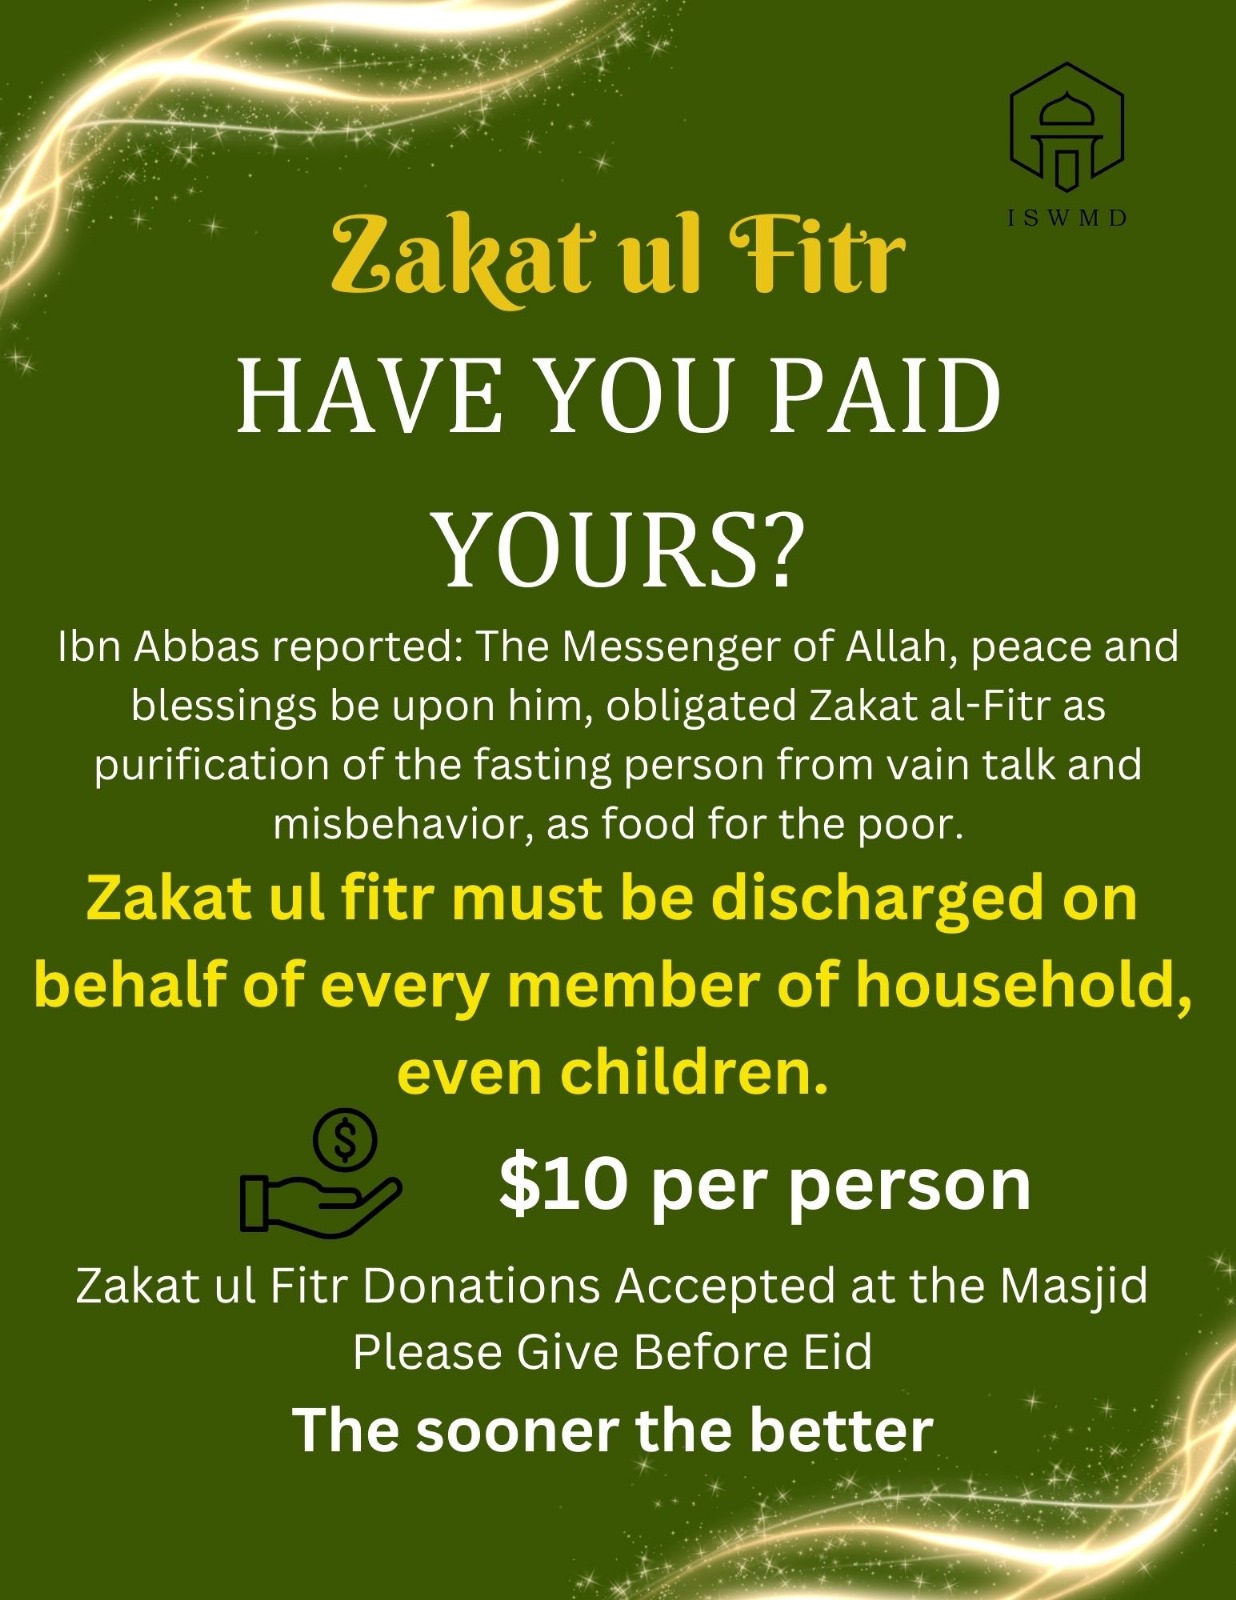 ISWMD
Zakat ul Fitr
HAVE YOU PAID
YOURS?
Ibn Abbas reported: The Messenger of Allah, peace and
blessings be upon him, obligated Zakat al-Fitr as
purification of the fasting person from vain talk and
misbehavior, as food for the poor.
Zakat ul fitr must be discharged on
behalf of every member of household,
even children.
$
$10 per person
Zakat ul Fitr Donations Accepted at the Masjid
Please Give Before Eid
The sooner the better